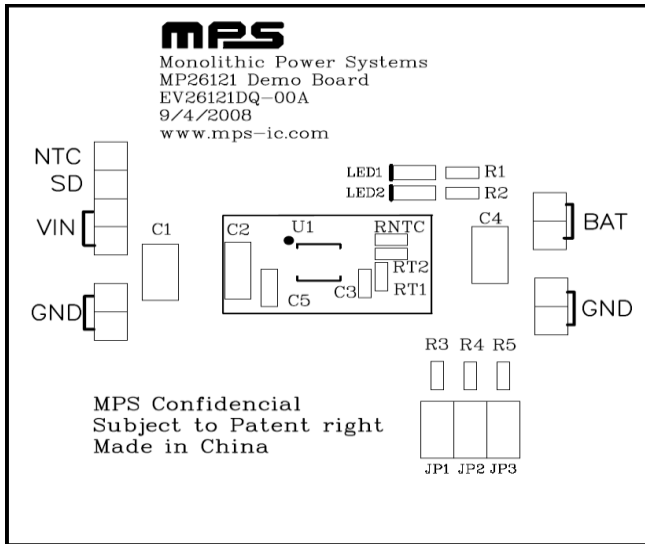 mps
Monolithic Power Systems
MP26121 Demo Board
EV26121DQ-00A
9/4/2008
www.mps-ic.com
NTC
SD
VIN
GND
C1
C2
U1
C5
C3
RNTC
RT2
RT1
LED1
R1
LED2
R2
C4
BAT
GND
R3 R4 R5
JP1 JP2 JP3
MPS Confidencial
Subject to Patent right
Made in China